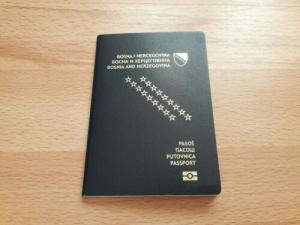 BOSNA I HERCEGOVINA
БОСНА И ХЕРЦЕГОВИНА
BOSNIA AND HERZEGOVINA
PASOŠ
ПАСОШ
PUTOVNICA
PASSPORT